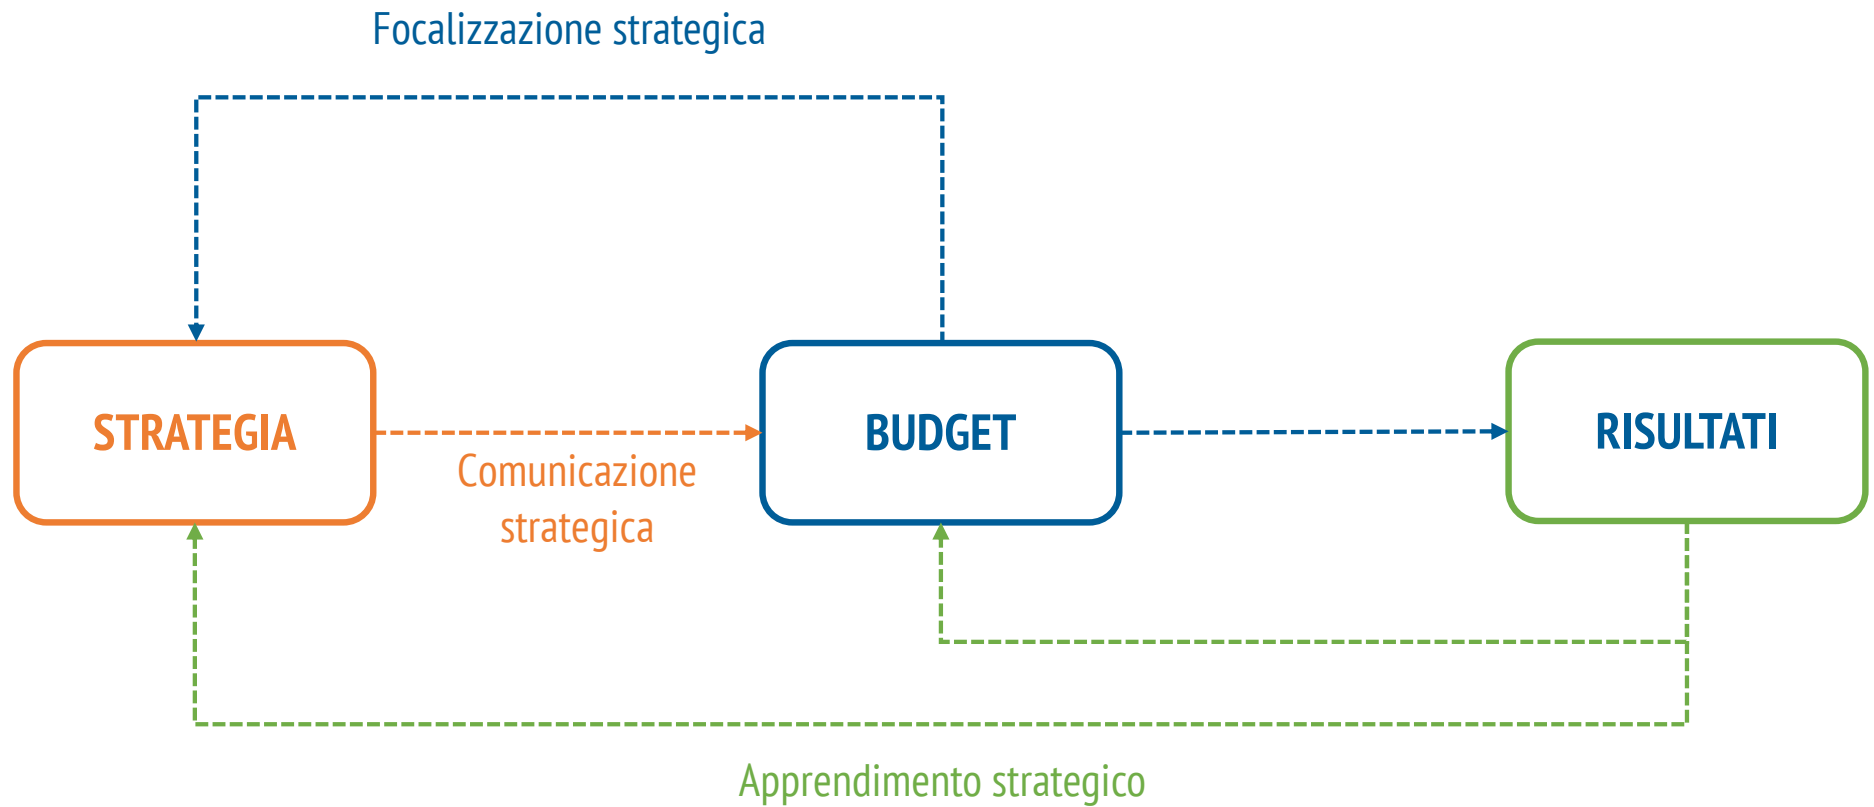 Focalizzazione strategica
STRATEGIA
BUDGET
RISULTATI
Comunicazione
strategica
Apprendimento strategico